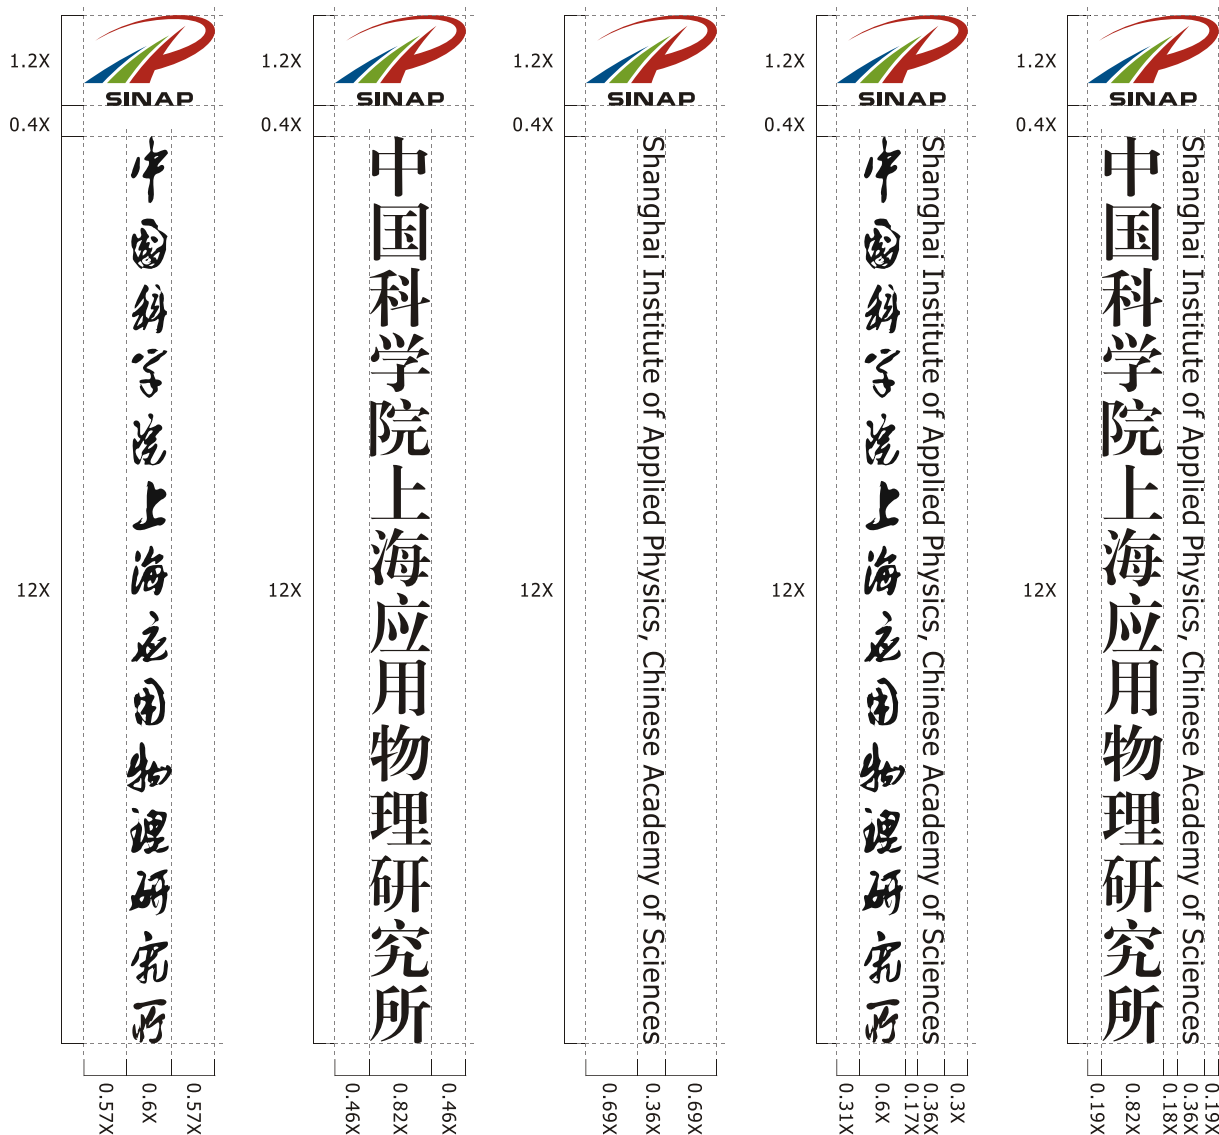 1.2X
SINAP
0.4X
中國科学院上海应用物理研究所
12X
0.57X
0.6X
0.57X
1.2X
SINAP
0.4X
中国科学院上海应用物理研究所
12X
0.46X
0.82X
0.46X
1.2X
SINAP
0.4X
Shanghai Institute of Applied Physics, Chinese Academy of Sciences
12X
0.69X
0.36X
0.69X
1.2X
SINAP
0.4X
中國科学院上海应用物理研究所
Shanghai Institute of Applied Physics, Chinese Academy of Sciences
12X
0.31X
0.6X
0.17X
0.36X
0.3X
1.2X
SINAP
0.4X
中国科学院上海应用物理研究所
Shanghai Institute of Applied Physics, Chinese Academy of Sciences
12X
0.19X
0.82X
0.18X
0.36X
0.19X